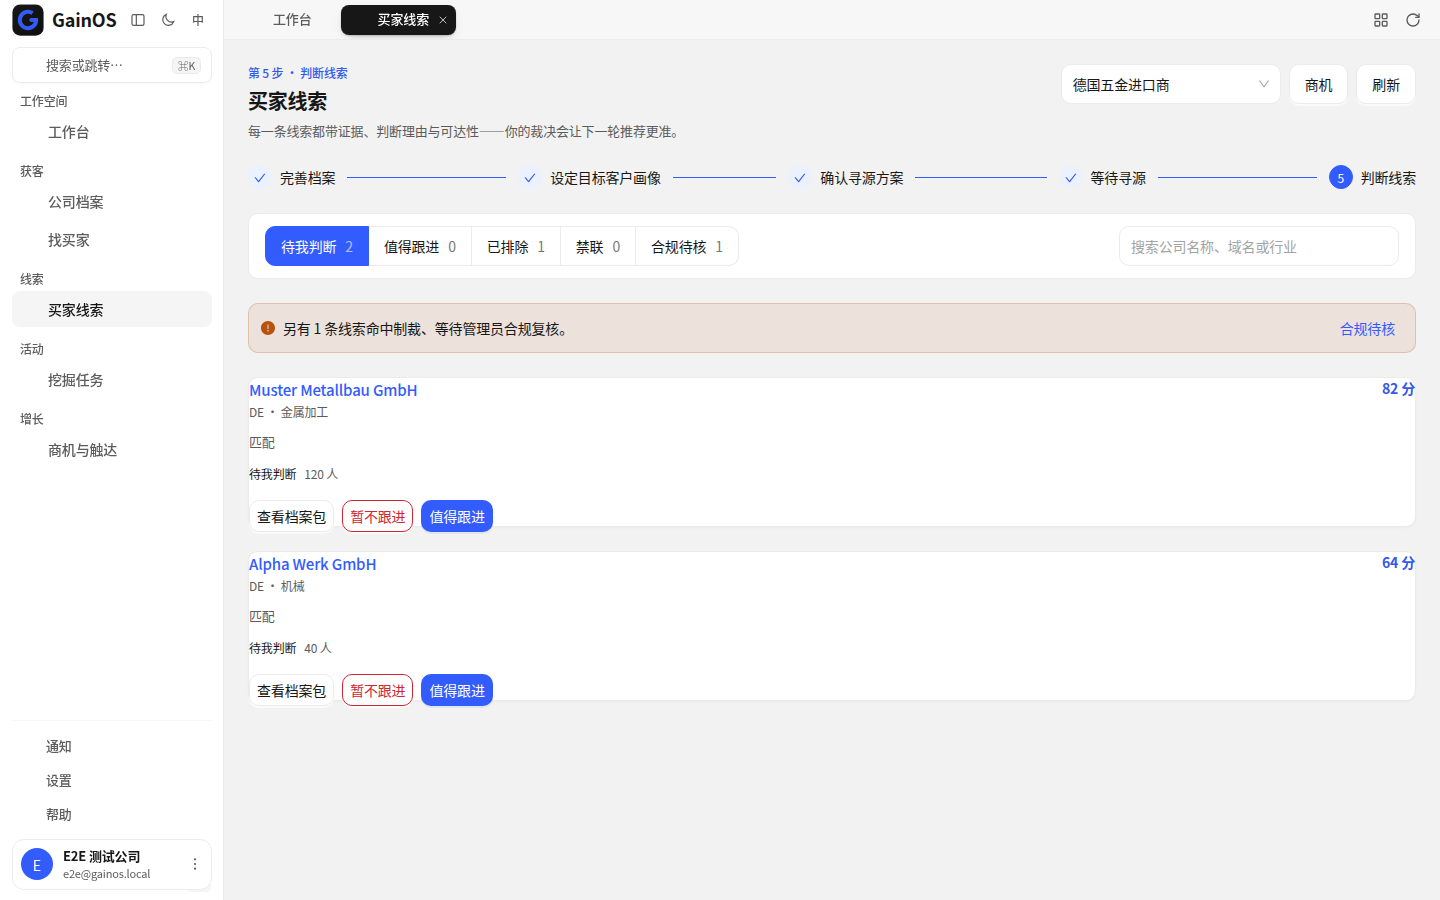 GainOS
中
搜索或跳转…
⌘K
工作空间
工作台
获客
公司档案
找买家
线索
买家线索
活动
挖掘任务
增长
商机与触达
通知
设置
帮助
E
E2E 测试公司
e2e@gainos.local
工作台
买家线索
第 5 步 · 判断线索
买家线索
每一条线索都带证据、判断理由与可达性——你的裁决会让下一轮推荐更准。
德国五金进口商
商机
刷新
完善档案
设定目标客户画像
确认寻源方案
等待寻源
5 判断线索
待我判断 2
值得跟进 0
已排除 1
禁联 0
合规待核 1
搜索公司名称、域名或行业
另有 1 条线索命中制裁、等待管理员合规复核。
合规待核
Muster Metallbau GmbH
82 分
DE · 金属加工
匹配
待我判断 120 人
查看档案包
暂不跟进
值得跟进
Alpha Werk GmbH
64 分
DE · 机械
匹配
待我判断 40 人
查看档案包
暂不跟进
值得跟进